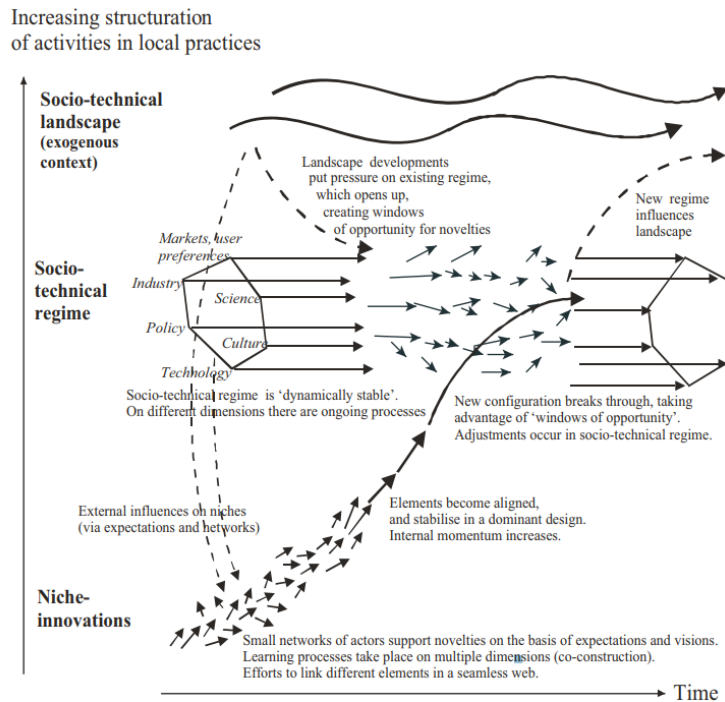 Increasing structuration
of activities in local practices
Socio-technical
landscape
(exogenous
context)
Landscape developments
put pressure on existing regime,
which opens up,
creating windows
of opportunity for novelties
New regime
influences
landscape
Socio-
technical
regime
Markets, user
preferences
Industry
Science
Policy
Culture
Technology
Socio-technical regime is ‘dynamically stable’.
On different dimensions there are ongoing processes
New configuration breaks through, taking
advantage of ‘windows of opportunity’.
Adjustments occur in socio-technical regime.
External influences on niches
(via expectations and networks)
Elements become aligned,
and stabilise in a dominant design.
Internal momentum increases.
Niche-
innovations
Small networks of actors support novelties on the basis of expectations and visions.
Learning processes take place on multiple dimensions (co-construction).
Efforts to link different elements in a seamless web.
Time